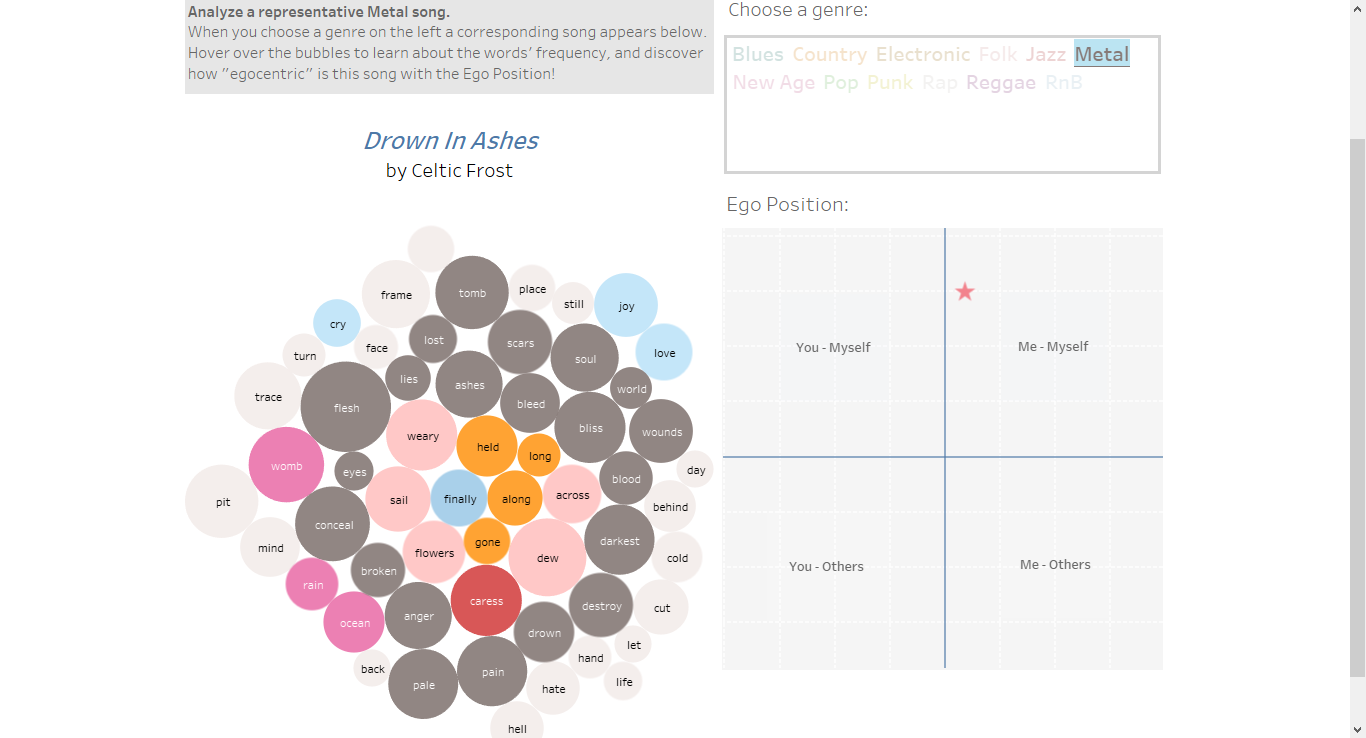 Analyze a representative Metal song.
When you choose a genre on the left a corresponding song appears below.
Hover over the bubbles to learn about the words' frequency, and discover
how "egocentric" is this song with the Ego Position!
Choose a genre:
Blues Country Electronic Folk Jazz Metal
New Age Pop Punk Rap Reggae RnB
Drown In Ashes
by Celtic Frost
Ego Position:
You - Myself
Me - Myself
You - Others
Me - Others
frame
tomb
place
still
joy
cry
lost
scars
love
turn
face
soul
lies
ashes
world
trace
flesh
bleed
weary
bliss
wounds
held
long
womb
eyes
day
pit
sail
finally
along
across
blood
behind
conceal
mind
gone
darkest
flowers
dew
cold
broken
rain
caress
destroy
cut
ocean
anger
drown
let
back
pain
hand
pale
hate
life
hell